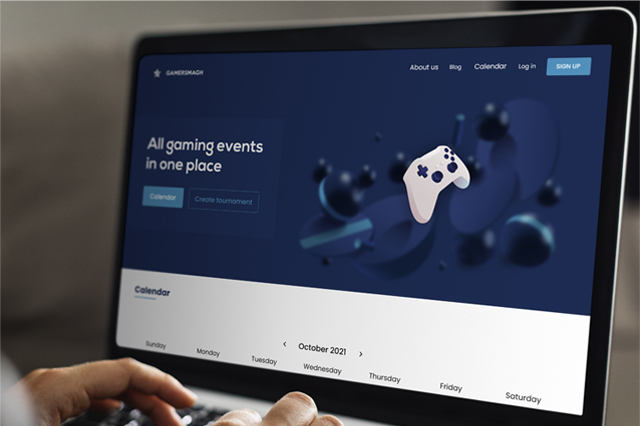 GAMERSMAGH
About us
Blog
Calendar
Log in
SIGN UP
All gaming events
in one place
Calendar
Create tournament
Calendar
October 2021
Sunday
Monday
Tuesday
Wednesday
Thursday
Friday
Saturday